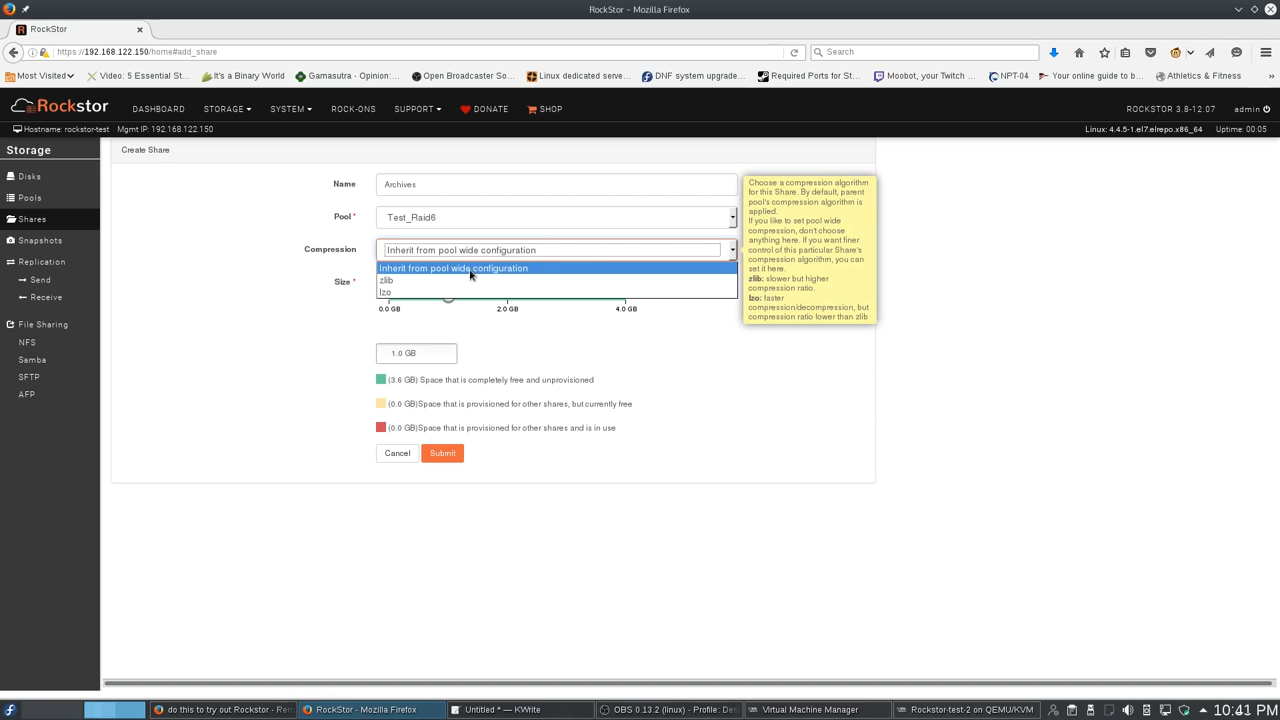 RockStor - Mozilla Firefox
RockStor
https://192.168.122.150/home#add_share
Search
Most Visited
Video: 5 Essential St...
It's a Binary World
Gamasutra - Opinion:...
Open Broadcaster So...
Linux dedicated serve...
DNF system upgrade...
Required Ports for St...
Moobot, your Twitch ...
NPT-04
Your online guide to b...
Athletics & Fitness
Rockstor
DASHBOARD
STORAGE
SYSTEM
ROCK-ONS
SUPPORT
DONATE
SHOP
ROCKSTOR 3.8-12.07
admin
Hostname: rockstor-test Mgmt IP: 192.168.122.150
Linux: 4.4.5-1.el7.elrepo.x86_64
Uptime: 00:05
Storage
Disks
Pools
Shares
Snapshots
Replication
Send
Receive
File Sharing
NFS
Samba
SFTP
AFP
Create Share
Name
Archives
Pool *
Test_Raid6
Compression
Inherit from pool wide configuration
Inherit from pool wide configuration
zlib
lzo
Size *
0.0 GB
2.0 GB
4.0 GB
1.0 GB
(3.6 GB) Space that is completely free and unprovisioned
(0.0 GB)Space that is provisioned for other shares, but currently free
(0.0 GB)Space that is provisioned for other shares and is in use
Cancel
Submit
Choose a compression algorithm
for this Share. By default, parent
pool's compression algorithm is
applied.
If you like to set pool wide
compression, don't choose
anything here. If you want finer
control of this particular Share's
compression algorithm, you can
set it here.
zlib: slower but higher
compression ratio.
lzo: faster
compression/decompression, but
compression ratio lower than zlib
do this to try out Rockstor - Rem
RockStor - Mozilla Firefox
Untitled * — KWrite
OBS 0.13.2 (linux) - Profile: Des
Virtual Machine Manager
Rockstor-test-2 on QEMU/KVM
10:41 PM